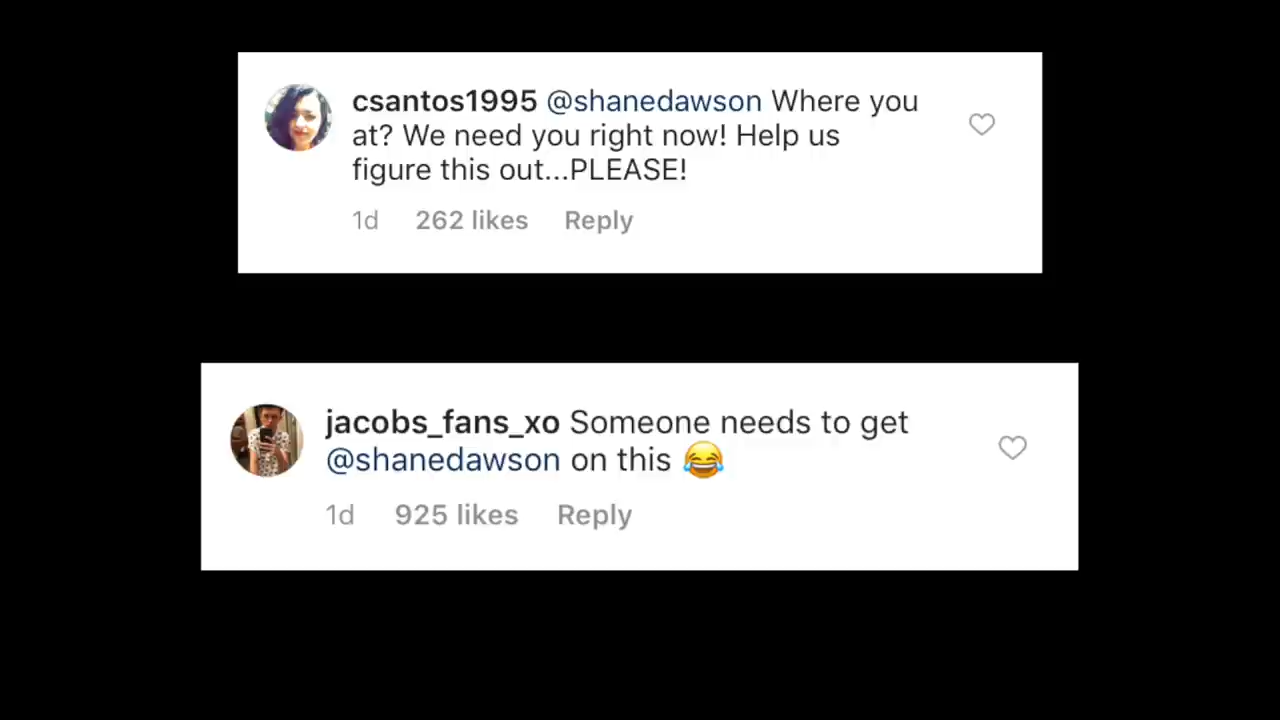 csantos1995 @shanedawson Where you
at? We need you right now! Help us
figure this out...PLEASE!
1d 262 likes Reply
jacobs_fans_xo Someone needs to get
@shanedawson on this 😂
1d 925 likes Reply